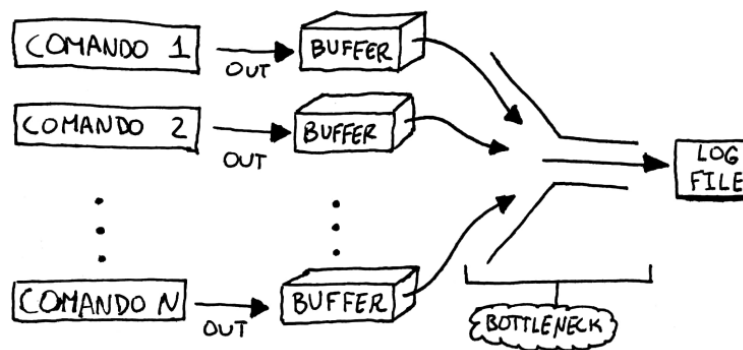 COMANDO 1
OUT
BUFFER
COMANDO 2
OUT
BUFFER
LOG
FILE
COMANDO N
OUT
BUFFER
BOTTLENECK